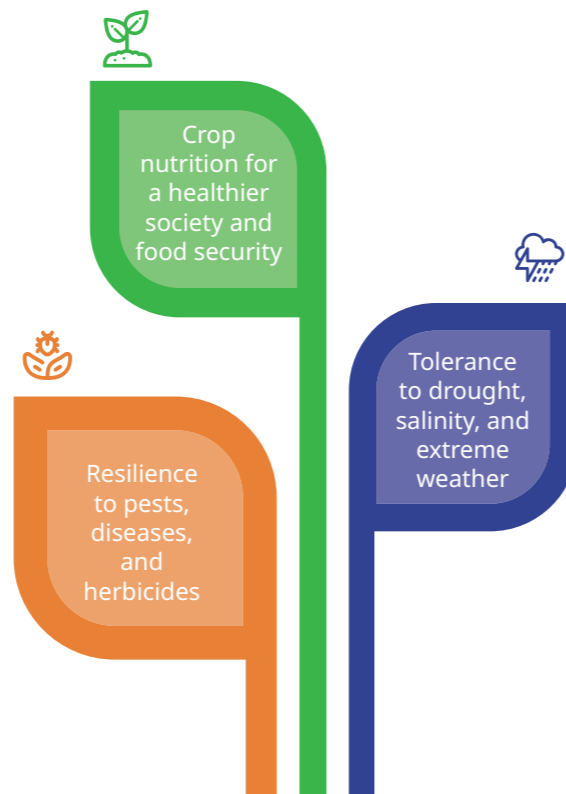 Crop
nutrition for
a healthier
society and
food security
Tolerance
to drought,
salinity, and
extreme
weather
Resilience
to pests,
diseases,
and
herbicides